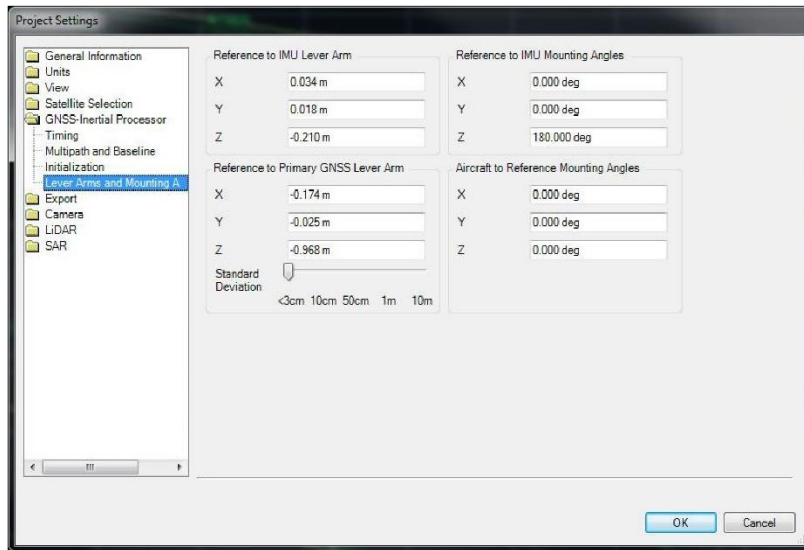 Project Settings
General Information
Units
View
Satellite Selection
GNSS-Inertial Processor
Timing
Multipath and Baseline
Initialization
Lever Arms and Mounting A
Export
Camera
LiDAR
SAR
Reference to IMU Lever Arm
X 0.034 m
Y 0.018 m
Z -0.210 m
Reference to IMU Mounting Angles
X 0.000 deg
Y 0.000 deg
Z 180.000 deg
Reference to Primary GNSS Lever Arm
X -0.174 m
Y -0.025 m
Z -0.968 m
Standard
Deviation
<3cm 10cm 50cm 1m 10m
Aircraft to Reference Mounting Angles
X 0.000 deg
Y 0.000 deg
Z 0.000 deg
OK Cancel